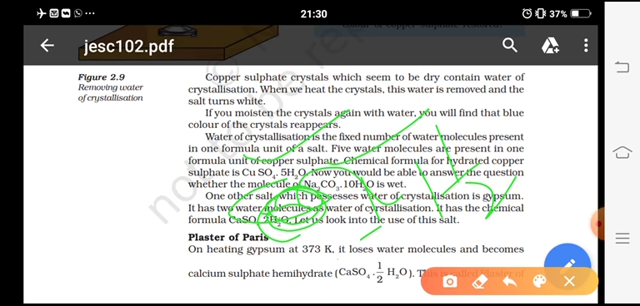 21:30
37%
jesc102.pdf
Figure 2.9
Removing water
of crystallisation
Copper sulphate crystals which seem to be dry contain water of
crystallisation. When we heat the crystals, this water is removed and the
salt turns white.
If you moisten the crystals again with water, you will find that blue
colour of the crystals reappears.
Water of crystallisation is the fixed number of water molecules present
in one formula unit of a salt. Five water molecules are present in one
formula unit of copper sulphate. Chemical formula for hydrated copper
sulphate is Cu SO₄. 5H₂O. Now you would be able to answer the question
whether the molecule of Na₂CO₃.10H₂O is wet.
One other salt, which possesses water of crystallisation is gypsum.
It has two water molecules as water of cyrstallisation. It has the chemical
formula CaSO₄.2H₂O. Let us look into the use of this salt.
Plaster of Paris
On heating gypsum at 373 K, it loses water molecules and becomes
calcium sulphate hemihydrate (CaSO₄.1/2 H₂O). This is called Plaster of